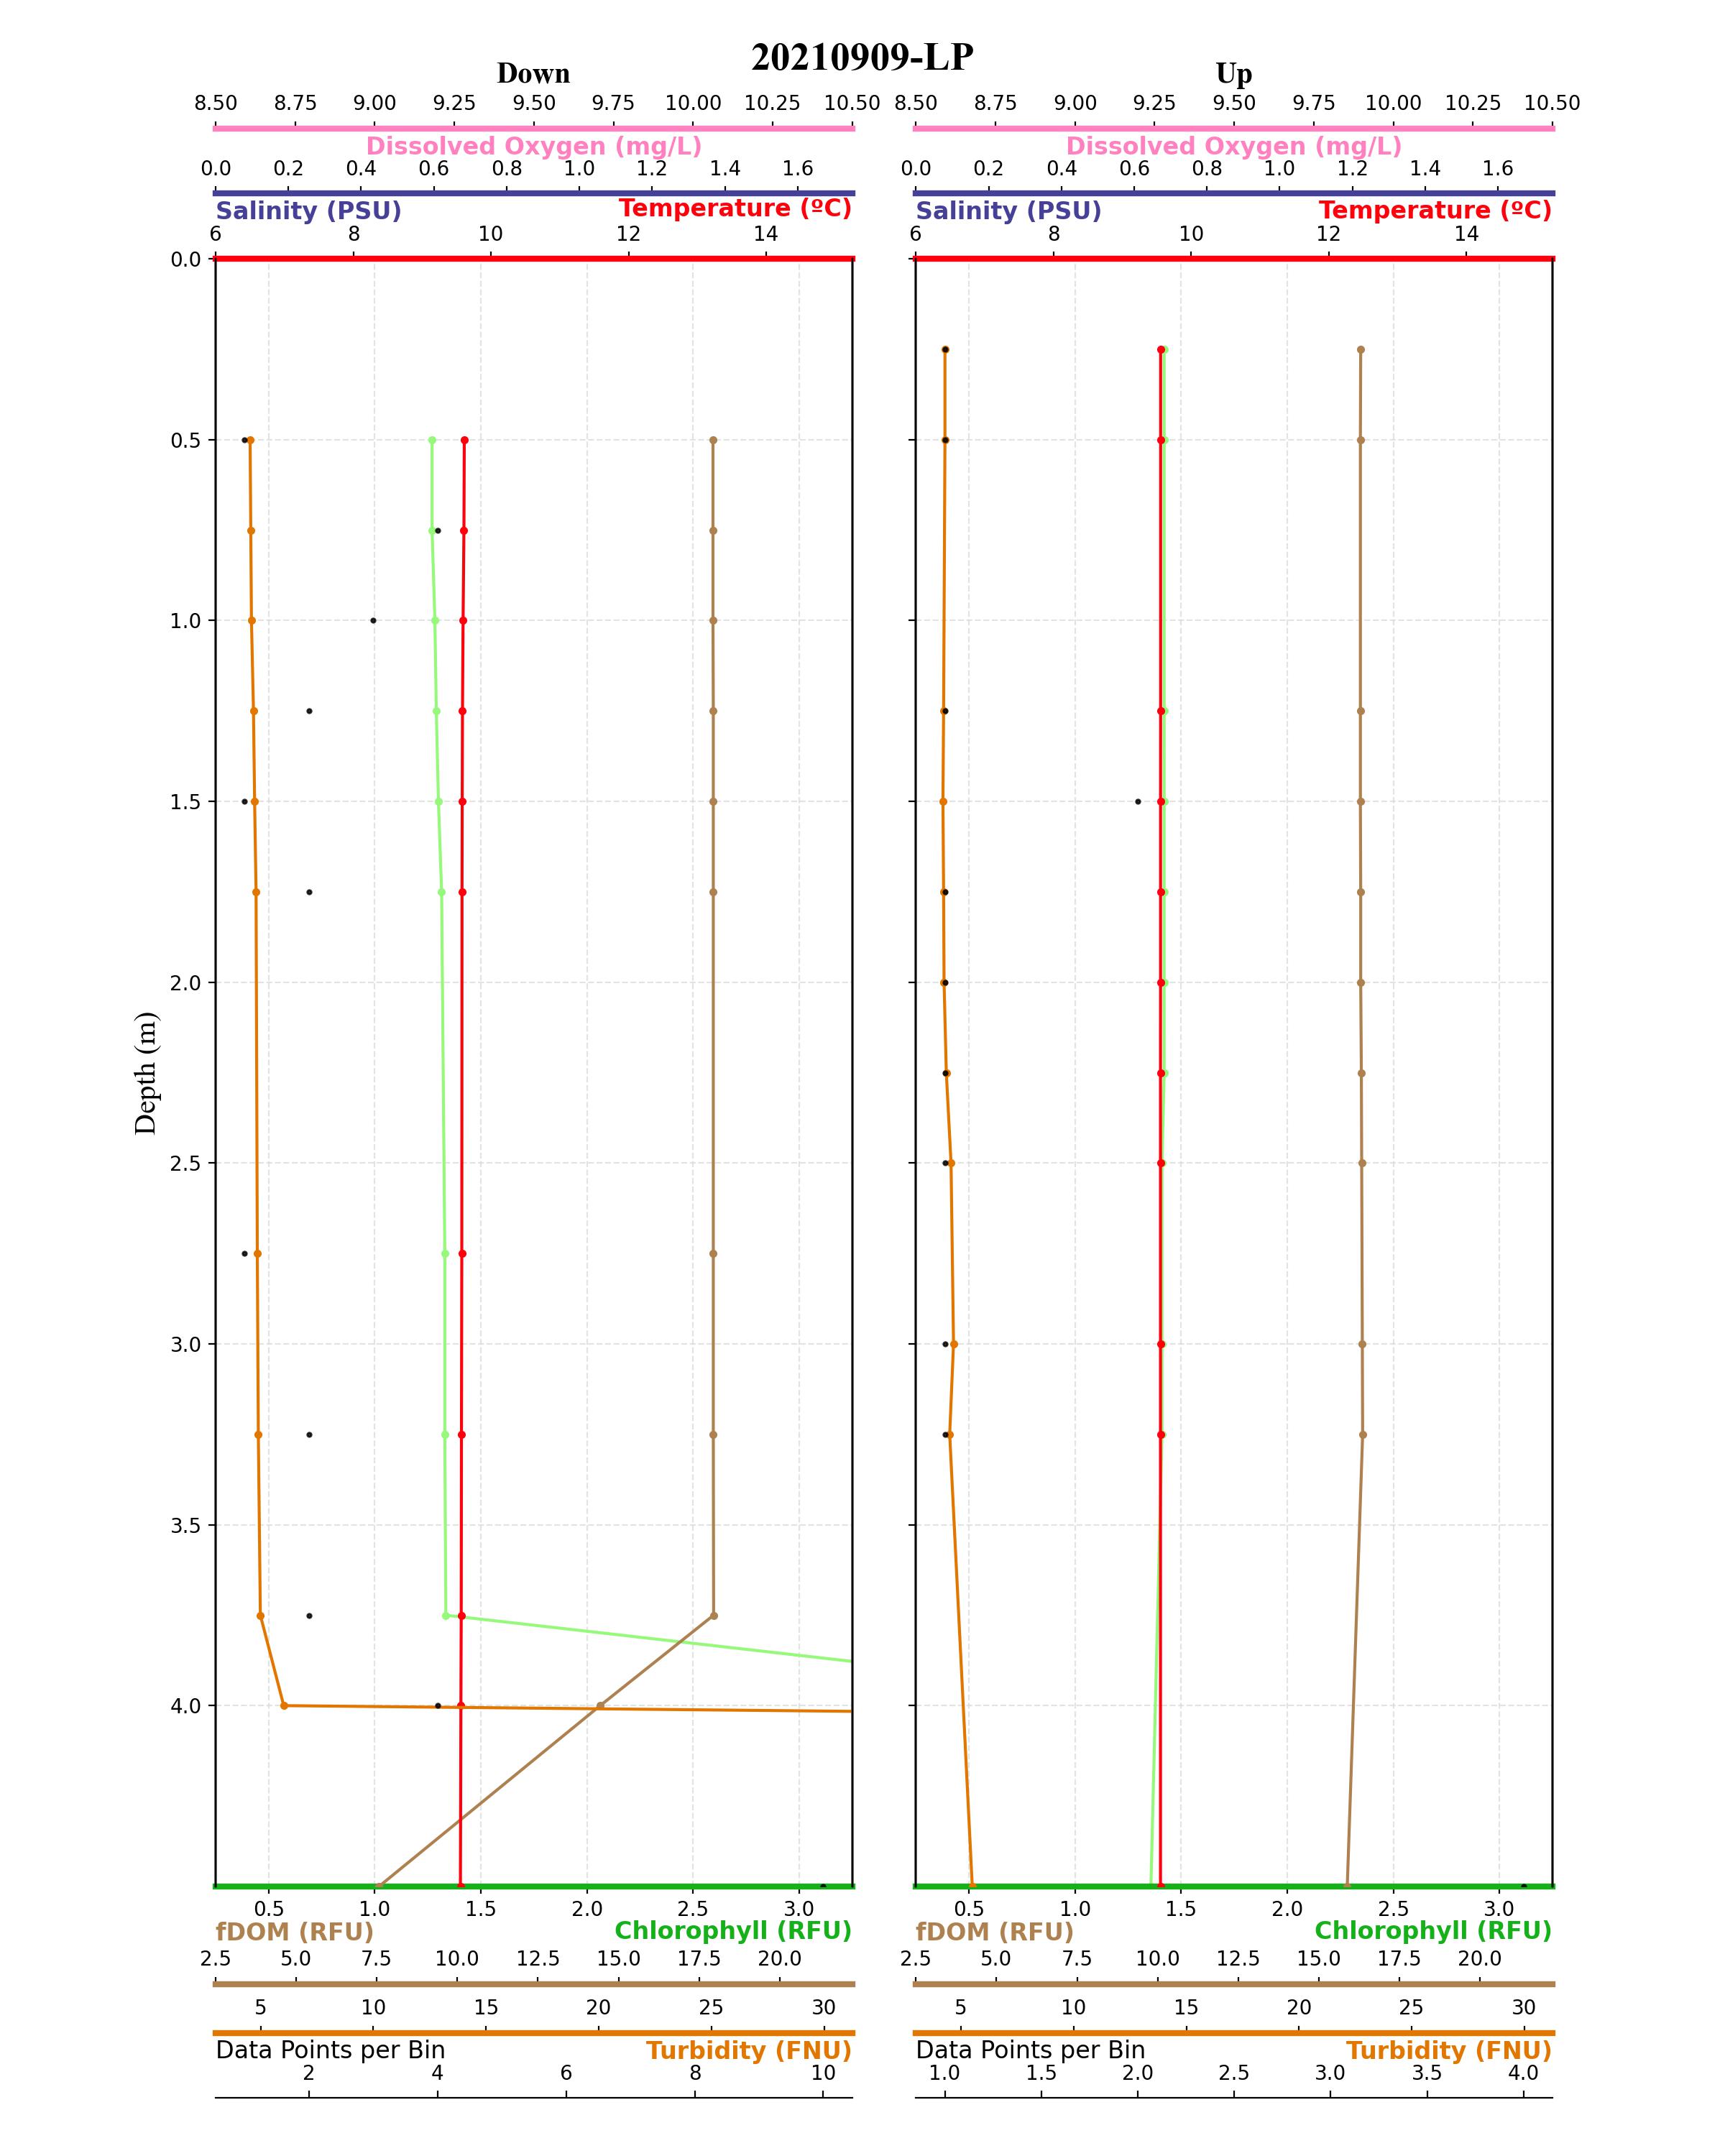 20210909-LP
Down Up
8.50 8.75 9.00 9.25 9.50 9.75 10.00 10.25 10.50 8.50 8.75 9.00 9.25 9.50 9.75 10.00 10.25 10.50
Dissolved Oxygen (mg/L) Dissolved Oxygen (mg/L)
0.0 0.2 0.4 0.6 0.8 1.0 1.2 1.4 1.6 0.0 0.2 0.4 0.6 0.8 1.0 1.2 1.4 1.6
Salinity (PSU) Temperature (ºC) Salinity (PSU) Temperature (ºC)
6 8 10 12 14 6 8 10 12 14
0.0
0.5
1.0
1.5
2.0
Depth (m)
2.5
3.0
3.5
4.0
0.5 1.0 1.5 2.0 2.5 3.0 0.5 1.0 1.5 2.0 2.5 3.0
fDOM (RFU) Chlorophyll (RFU) fDOM (RFU) Chlorophyll (RFU)
2.5 5.0 7.5 10.0 12.5 15.0 17.5 20.0 2.5 5.0 7.5 10.0 12.5 15.0 17.5 20.0
5 10 15 20 25 30 5 10 15 20 25 30
Data Points per Bin Turbidity (FNU) Data Points per Bin Turbidity (FNU)
2 4 6 8 10 1.0 1.5 2.0 2.5 3.0 3.5 4.0